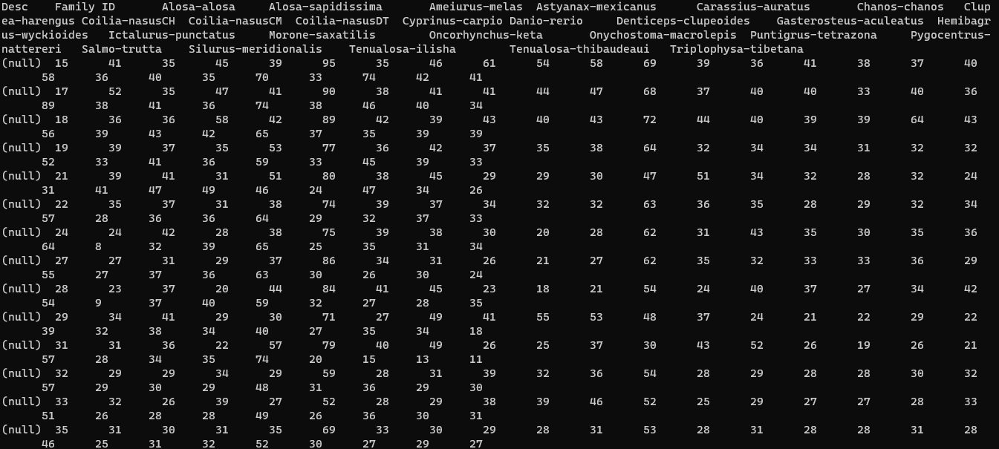 Desc Family ID Alosa-alosa Alosa-sapidissima Ameiurus-melas Astyanax-mexicanus Carassius-auratus Chanos-chanos Clup
ea-harengus Coilia-nasusCH Coilia-nasusCM Coilia-nasusDT Cyprinus-carpio Danio-rerio Denticeps-clupeoides Gasterosteus-aculeatus Hemibagr
us-wyckioides Ictalurus-punctatus Morone-saxatilis Oncorhynchus-keta Onychostoma-macrolepis Puntigrus-tetrazona Pygocentrus-
nattereri Salmo-trutta Silurus-meridionalis Tenualosa-ilisha Tenualosa-thibaudeaui Triplophysa-tibetana
(null) 15 41 35 45 39 95 35 46 61 54 58 69 39 36 41 38 37 40
58 36 40 35 70 33 74 42 41
(null) 17 52 35 47 41 90 38 41 41 44 47 68 37 40 40 33 40 36
89 38 41 36 74 38 46 40 34
(null) 18 36 36 58 42 89 42 39 43 40 43 72 44 40 39 39 64 43
56 39 43 42 65 37 35 39 39
(null) 19 39 37 35 53 77 36 42 37 35 38 64 32 34 34 31 32 32
52 33 41 36 59 33 45 39 33
(null) 21 39 41 31 51 80 38 45 29 29 30 47 51 34 32 28 32 24
31 41 47 49 46 24 47 34 26
(null) 22 35 37 31 38 74 39 37 34 32 32 63 36 35 28 29 32 34
57 28 36 36 64 29 32 37 33
(null) 24 24 42 28 38 75 39 38 30 20 28 62 31 43 35 30 35 36
64 8 32 39 65 25 35 31 34
(null) 27 27 31 29 37 86 34 31 26 21 27 62 35 32 33 33 36 29
55 27 37 36 63 30 26 30 24
(null) 28 23 37 20 44 84 41 45 23 18 21 54 24 40 37 27 34 42
54 9 37 40 59 32 27 28 35
(null) 29 34 41 29 30 71 27 49 41 55 53 48 37 24 21 22 29 22
39 32 38 34 40 27 35 34 18
(null) 31 31 36 22 57 79 40 49 26 25 37 30 43 52 26 19 26 21
57 28 34 35 74 20 15 13 11
(null) 32 29 29 34 29 59 28 31 39 32 36 54 28 29 28 28 30 32
57 29 30 29 48 31 36 29 30
(null) 33 32 26 39 27 52 28 29 38 39 46 52 25 29 27 27 28 33
51 26 28 28 49 26 36 30 31
(null) 35 31 30 31 35 69 33 30 29 28 31 53 28 31 28 28 31 28
46 25 31 32 52 30 27 29 27